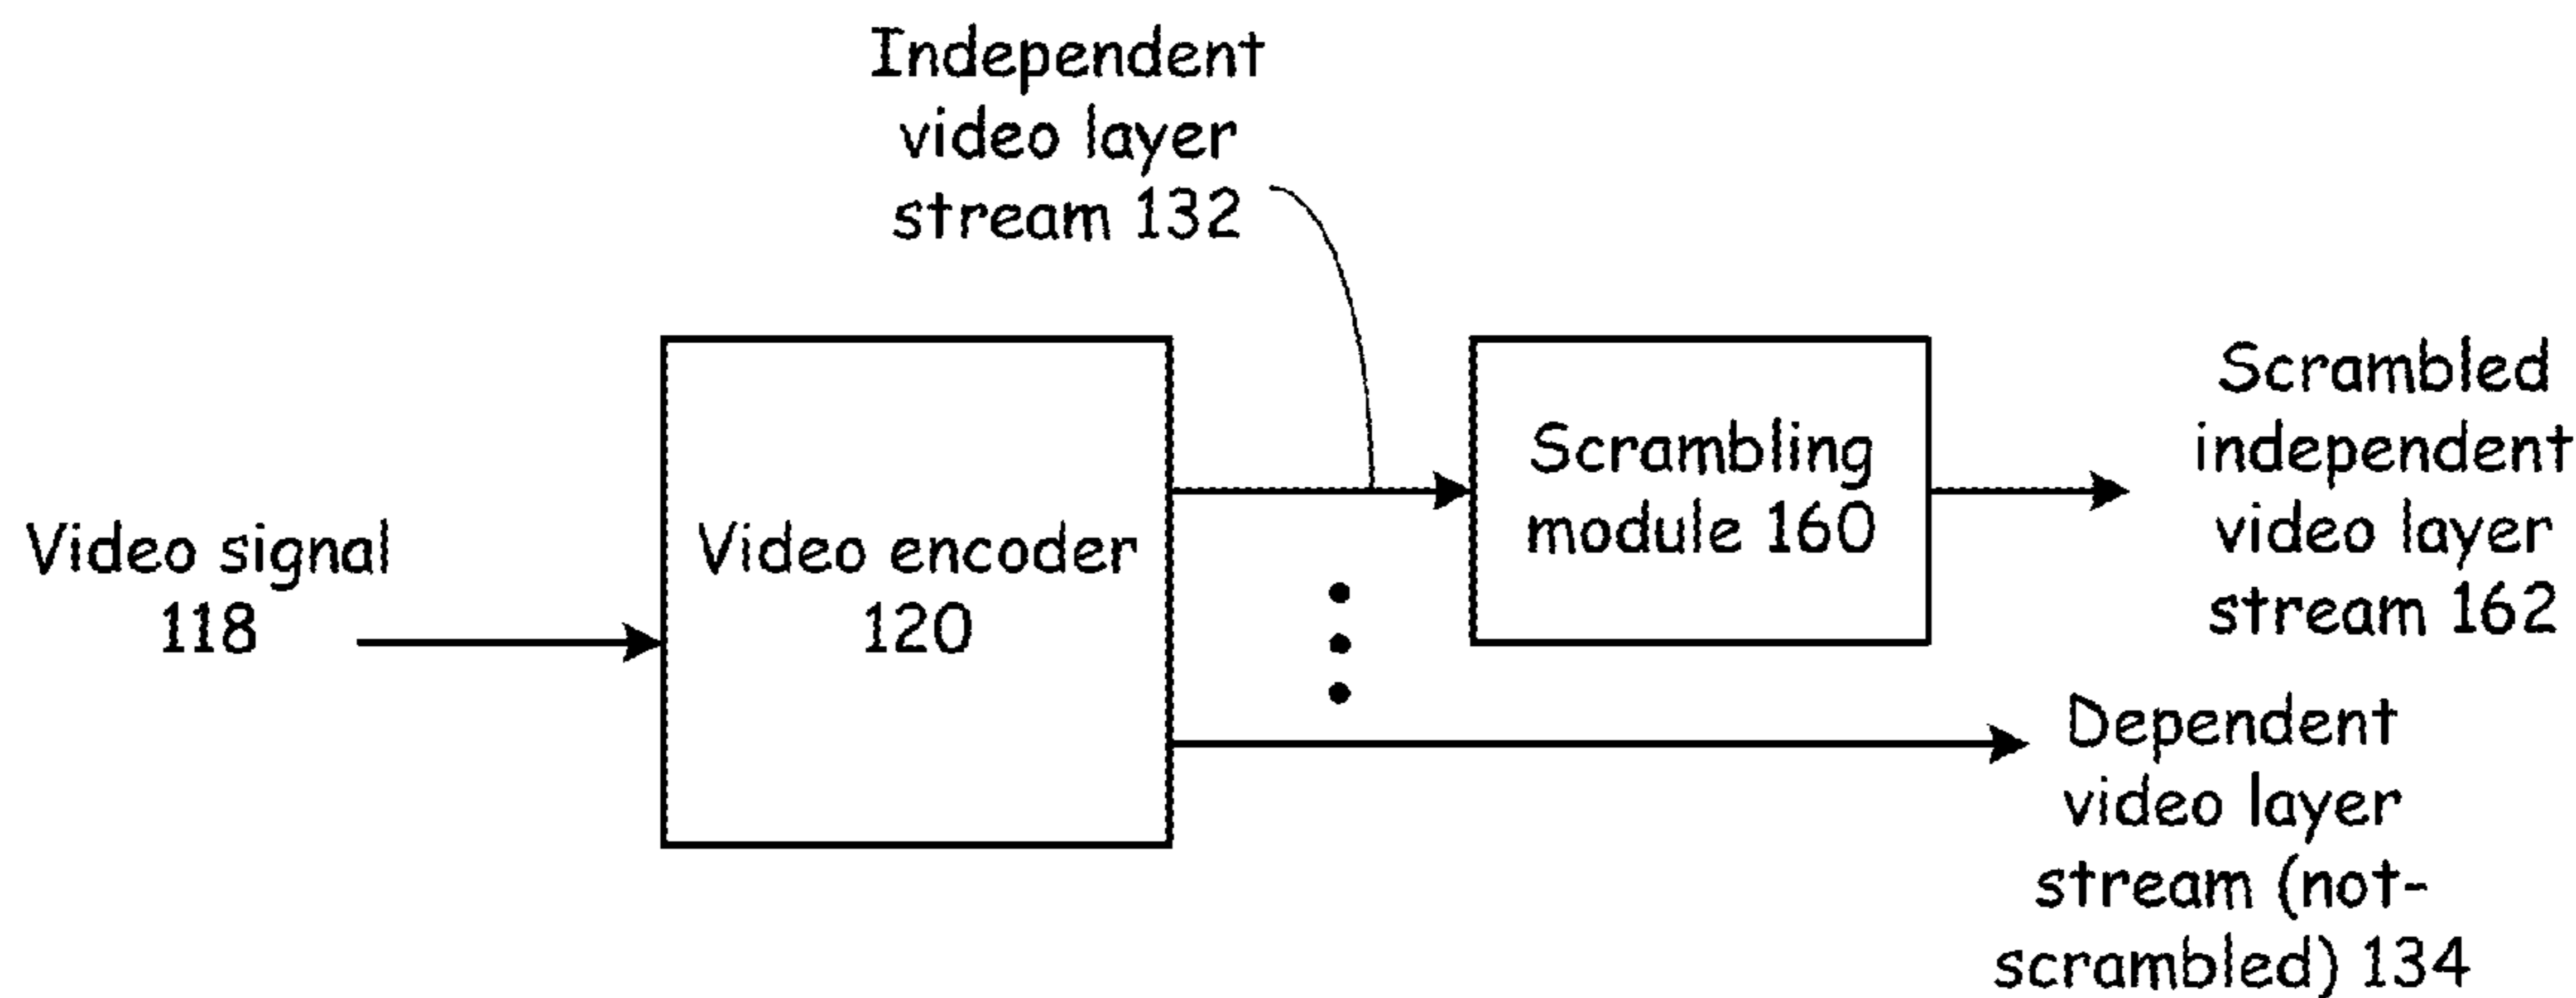 Independent
video layer
stream 132
Video signal
118
Video encoder
120
Scrambling
module 160
Scrambled
independent
video layer
stream 162
Dependent
video layer
stream (not-
scrambled) 134